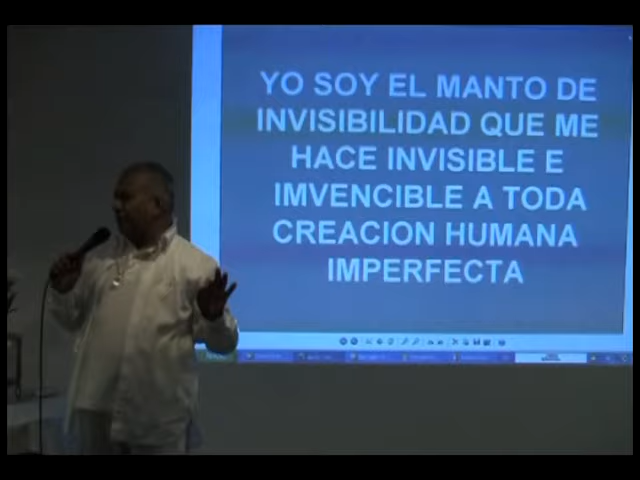 YO SOY EL MANTO DE
INVISIBILIDAD QUE ME
HACE INVISIBLE E
IMVENCIBLE A TODA
CREACION HUMANA
IMPERFECTA